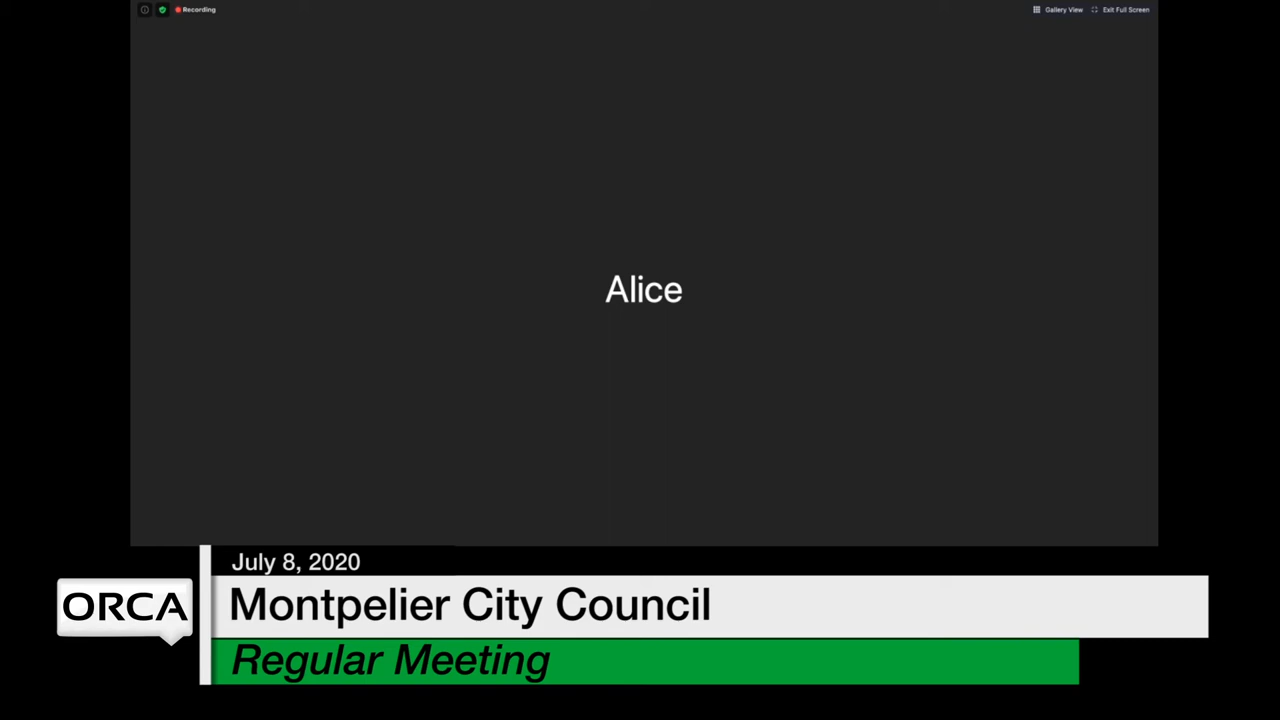 Recording
Gallery View
Exit Full Screen
Alice
July 8, 2020
ORCA
Montpelier City Council
Regular Meeting